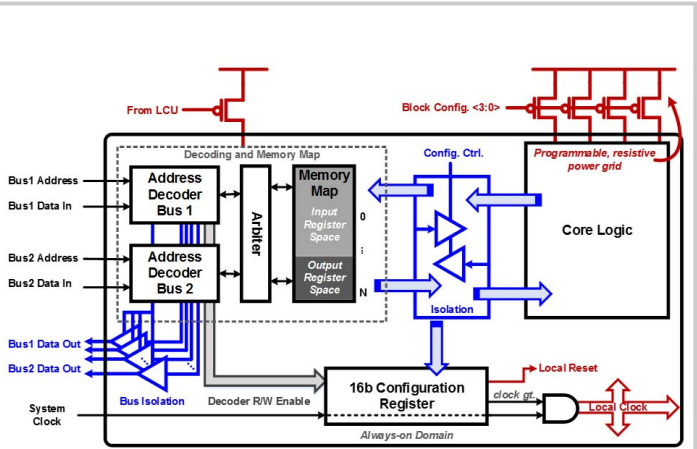 From LCU
Block Config. <3:0>
Decoding and Memory Map
Config. Ctrl.
Programmable, resistive
power grid
Bus1 Address
Bus1 Data In
Address
Decoder
Bus 1
Arbiter
Memory
Map
Input
Register
Space
0
:
N
Output
Register
Space
Core Logic
Bus2 Address
Bus2 Data In
Address
Decoder
Bus 2
Isolation
Bus1 Data Out
Bus2 Data Out
Bus Isolation
Decoder R/W Enable
16b Configuration
Register
Local Reset
clock gt.
Local Clock
System
Clock
Always-on Domain